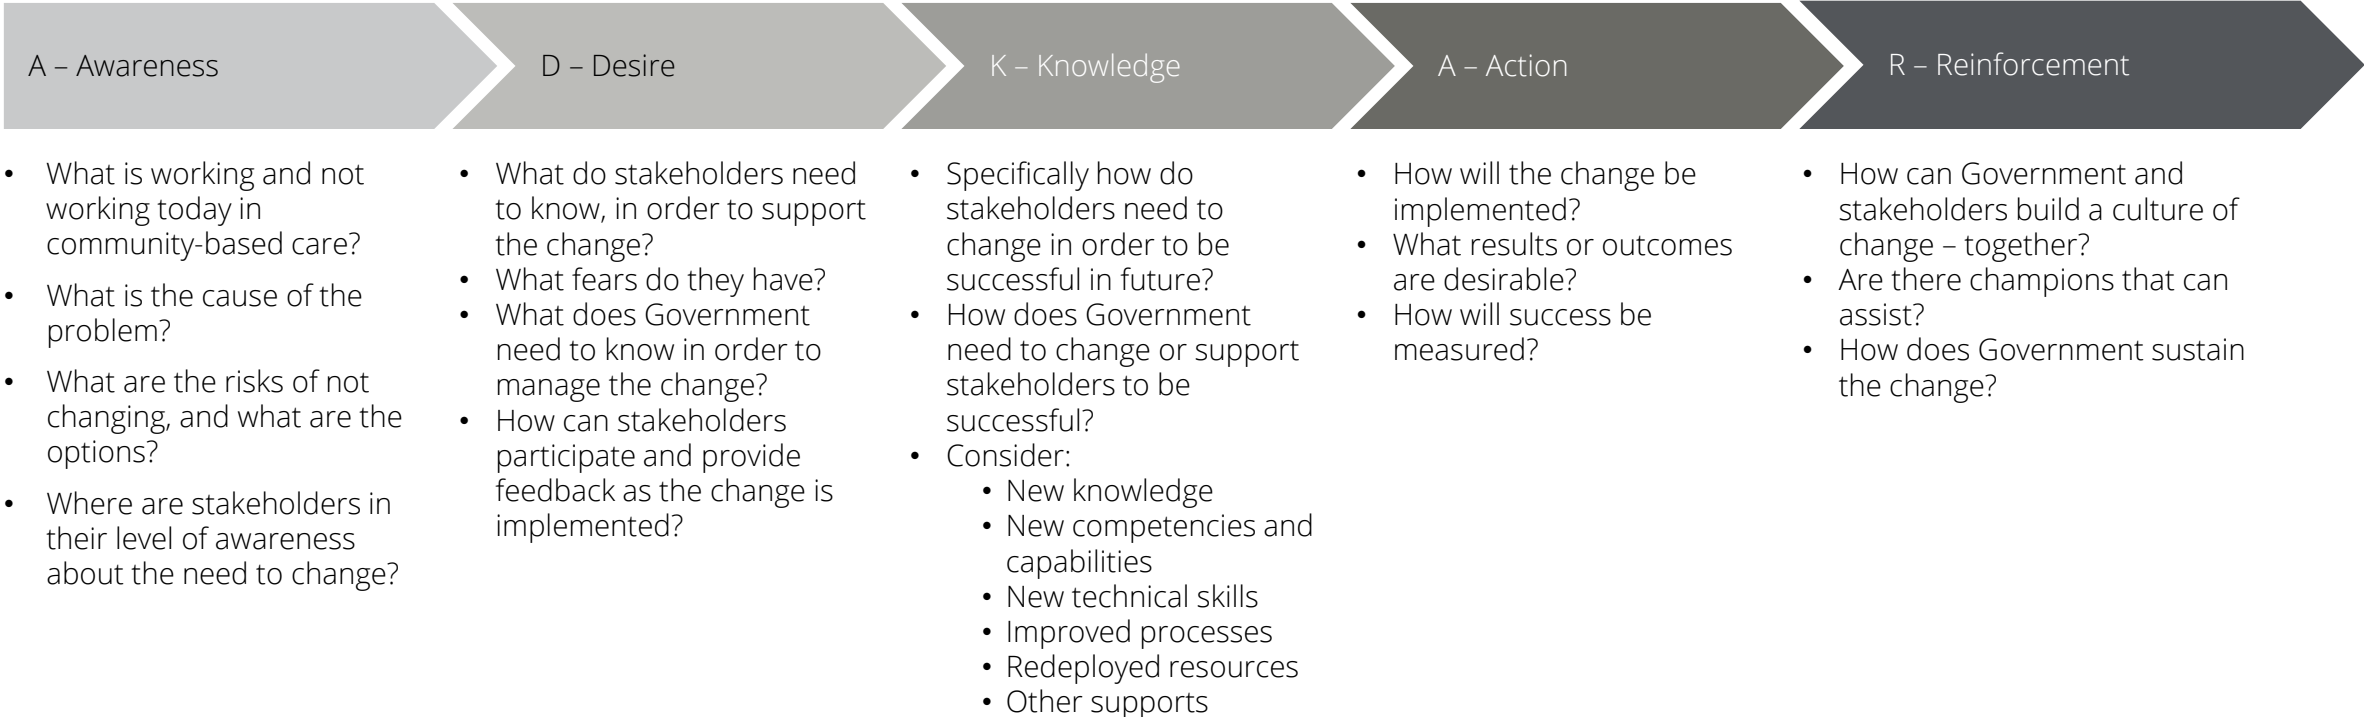 A – Awareness
D – Desire
K – Knowledge
A – Action
R – Reinforcement
• What is working and not
working today in
community-based care?
• What is the cause of the
problem?
• What are the risks of not
changing, and what are the
options?
• Where are stakeholders in
their level of awareness
about the need to change?
• What do stakeholders need
to know, in order to support
the change?
• What fears do they have?
• What does Government
need to know in order to
manage the change?
• How can stakeholders
participate and provide
feedback as the change is
implemented?
• Specifically how do
stakeholders need to
change in order to be
successful in future?
• How does Government
need to change or support
stakeholders to be
successful?
• Consider:
• New knowledge
• New competencies and
capabilities
• New technical skills
• Improved processes
• Redeployed resources
• Other supports
• How will the change be
implemented?
• What results or outcomes
are desirable?
• How will success be
measured?
• How can Government and
stakeholders build a culture of
change – together?
• Are there champions that can
assist?
• How does Government sustain
the change?